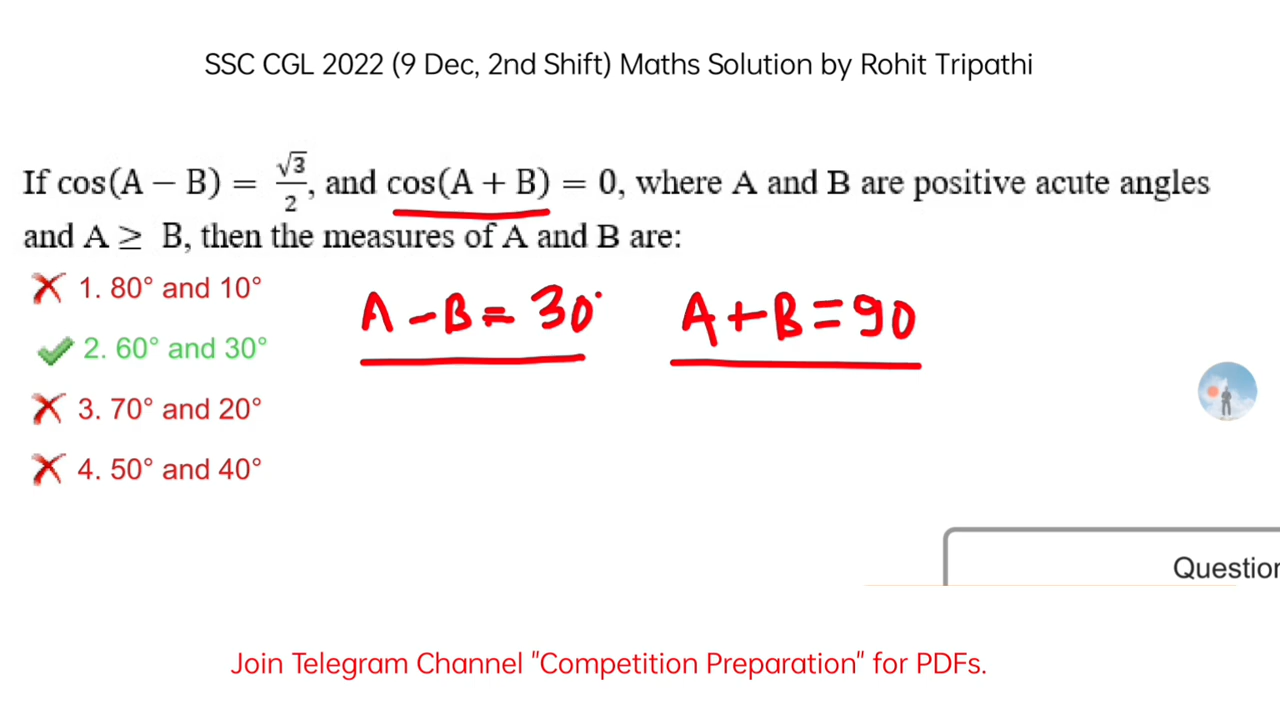 SSC CGL 2022 (9 Dec, 2nd Shift) Maths Solution by Rohit Tripathi
If cos(A − B) = √3/2, and cos(A + B) = 0, where A and B are positive acute angles
and A ≥ B, then the measures of A and B are:
1. 80° and 10°
2. 60° and 30°
3. 70° and 20°
4. 50° and 40°
A − B = 30°
A + B = 90
Question
Join Telegram Channel "Competition Preparation" for PDFs.